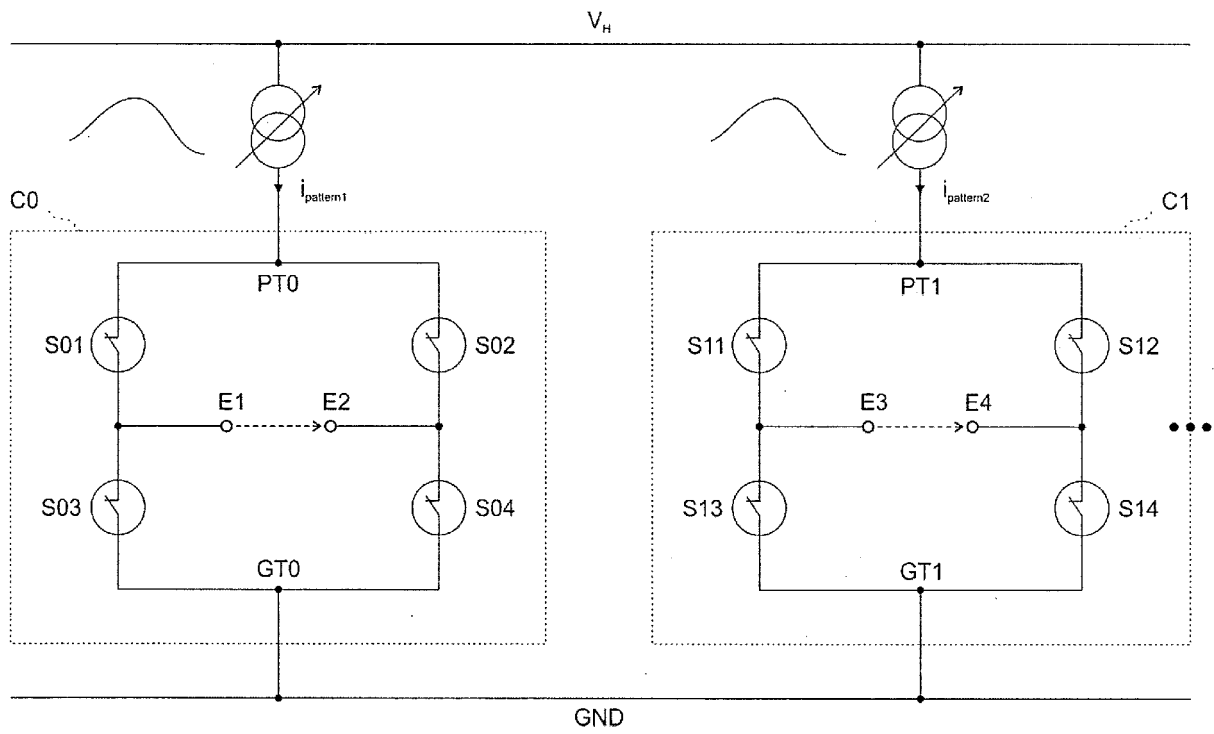 V_H
i_pattern1
i_pattern2
C0
C1
PT0
PT1
S01
S02
S11
S12
E1
E2
E3
E4
S03
S04
S13
S14
GT0
GT1
GND